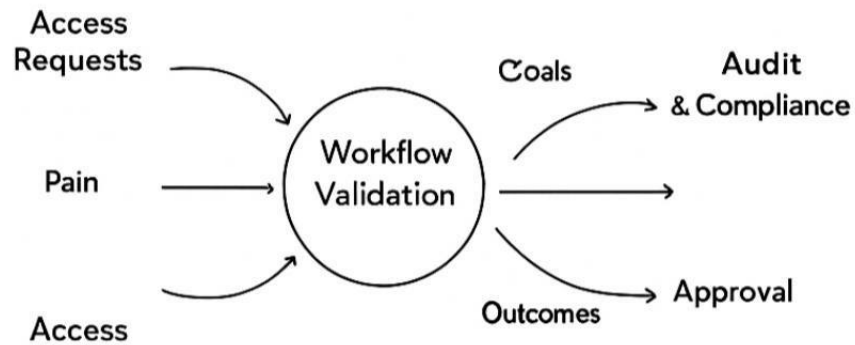 Access
Requests
Pain
Access
Workflow
Validation
Coals
Outcomes
Audit
& Compliance
Approval